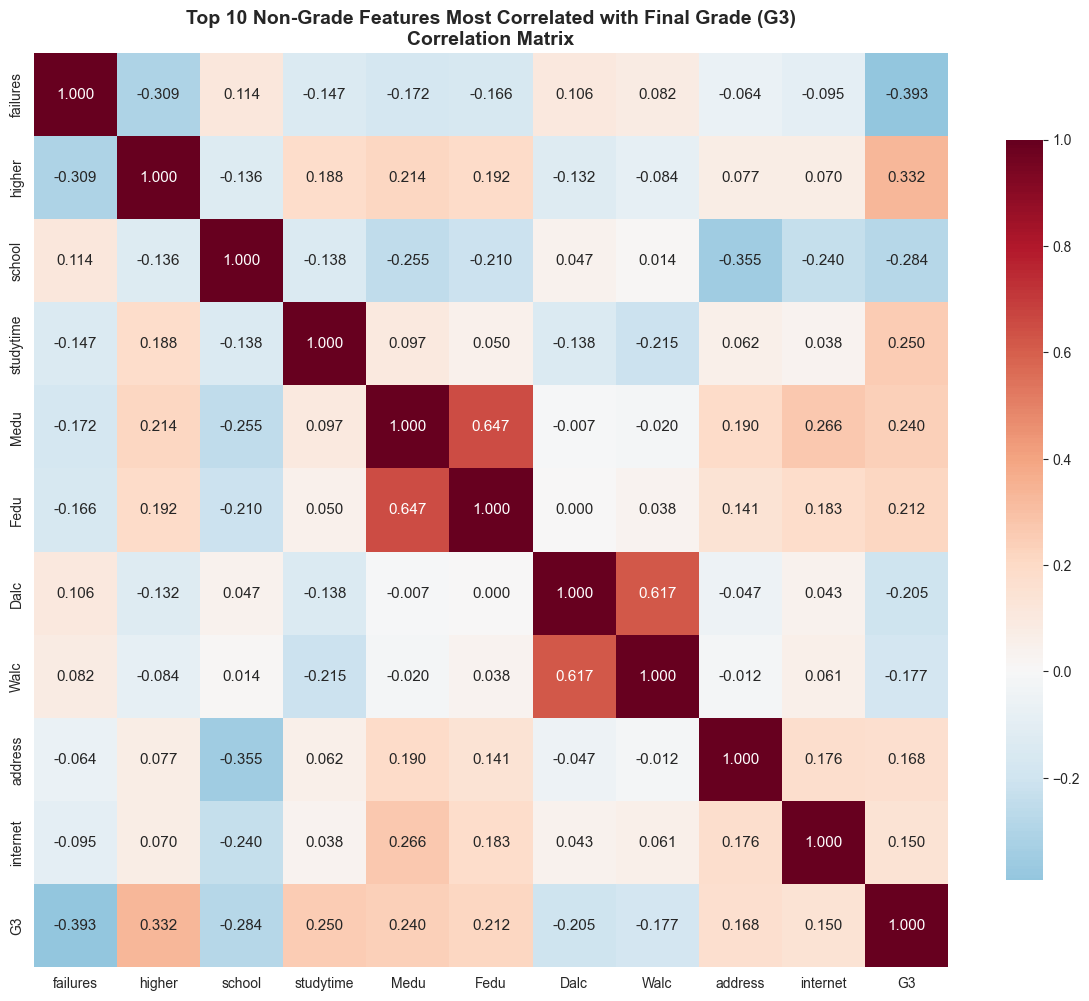 Top 10 Non-Grade Features Most Correlated with Final Grade (G3)
Correlation Matrix
failures 1.000 -0.309 0.114 -0.147 -0.172 -0.166 0.106 0.082 -0.064 -0.095 -0.393
higher -0.309 1.000 -0.136 0.188 0.214 0.192 -0.132 -0.084 0.077 0.070 0.332
school 0.114 -0.136 1.000 -0.138 -0.255 -0.210 0.047 0.014 -0.355 -0.240 -0.284
studytime -0.147 0.188 -0.138 1.000 0.097 0.050 -0.138 -0.215 0.062 0.038 0.250
Medu -0.172 0.214 -0.255 0.097 1.000 0.647 -0.007 -0.020 0.190 0.266 0.240
Fedu -0.166 0.192 -0.210 0.050 0.647 1.000 0.000 0.038 0.141 0.183 0.212
Dalc 0.106 -0.132 0.047 -0.138 -0.007 0.000 1.000 0.617 -0.047 0.043 -0.205
Walc 0.082 -0.084 0.014 -0.215 -0.020 0.038 0.617 1.000 -0.012 0.061 -0.177
address -0.064 0.077 -0.355 0.062 0.190 0.141 -0.047 -0.012 1.000 0.176 0.168
internet -0.095 0.070 -0.240 0.038 0.266 0.183 0.043 0.061 0.176 1.000 0.150
G3 -0.393 0.332 -0.284 0.250 0.240 0.212 -0.205 -0.177 0.168 0.150 1.000
failures higher school studytime Medu Fedu Dalc Walc address internet G3
1.0
0.8
0.6
0.4
0.2
0.0
−0.2